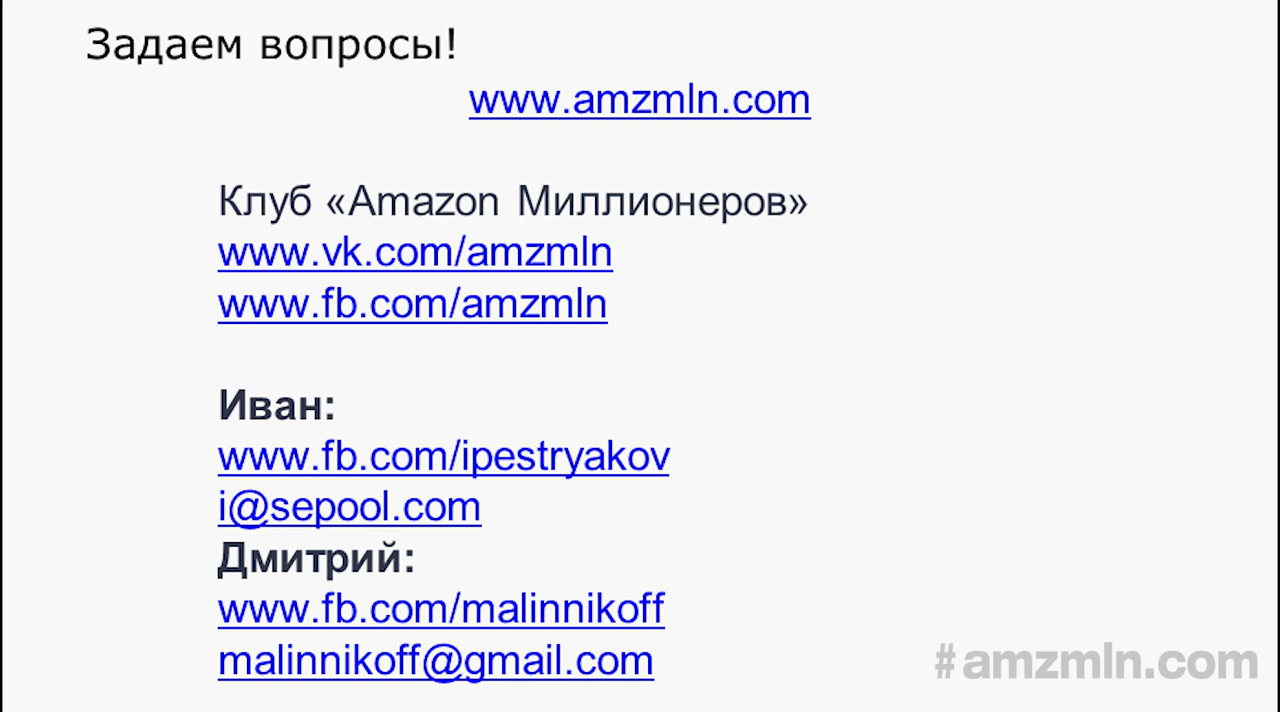 Задаем вопросы!
www.amzmln.com
Клуб «Amazon Миллионеров»
www.vk.com/amzmln
www.fb.com/amzmln
Иван:
www.fb.com/ipestryakov
i@sepool.com
Дмитрий:
www.fb.com/malinnikoff
malinnikoff@gmail.com
#amzmln.com